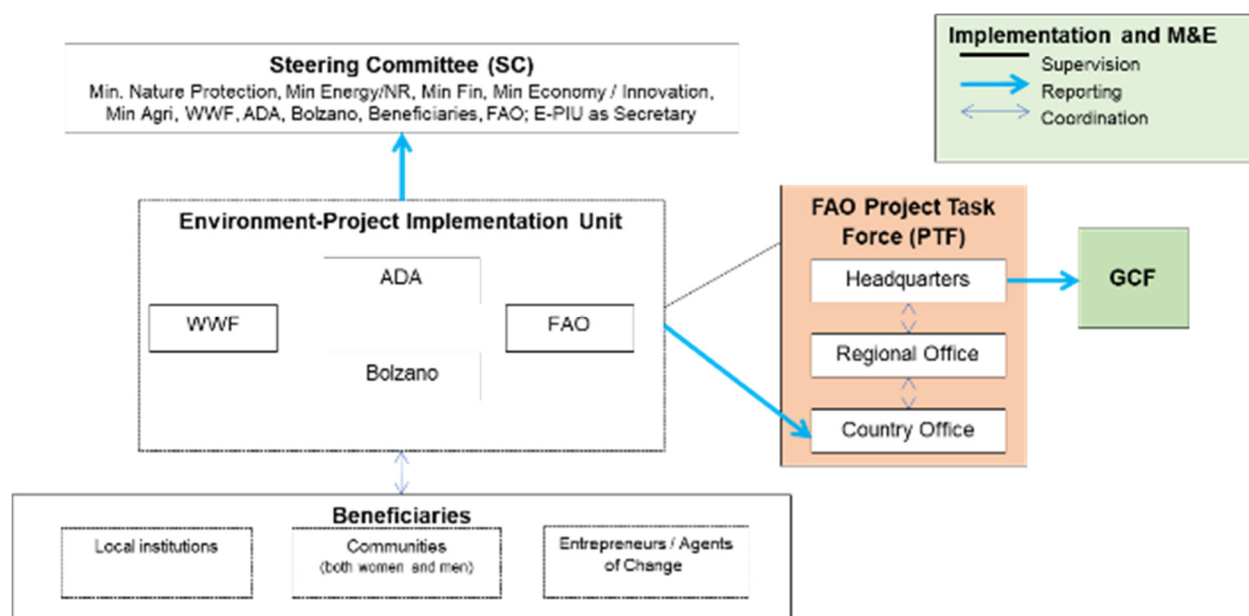 Steering Committee (SC)
Min. Nature Protection, Min Energy/NR, Min Fin, Min Economy / Innovation,
Min Agri, WWF, ADA, Bolzano, Beneficiaries, FAO; E-PIU as Secretary
Implementation and M&E
Supervision
Reporting
Coordination
Environment-Project Implementation Unit
ADA
WWF
FAO
Bolzano
FAO Project Task
Force (PTF)
Headquarters
Regional Office
Country Office
GCF
Beneficiaries
Local institutions
Communities
(both women and men)
Entrepreneurs / Agents
of Change